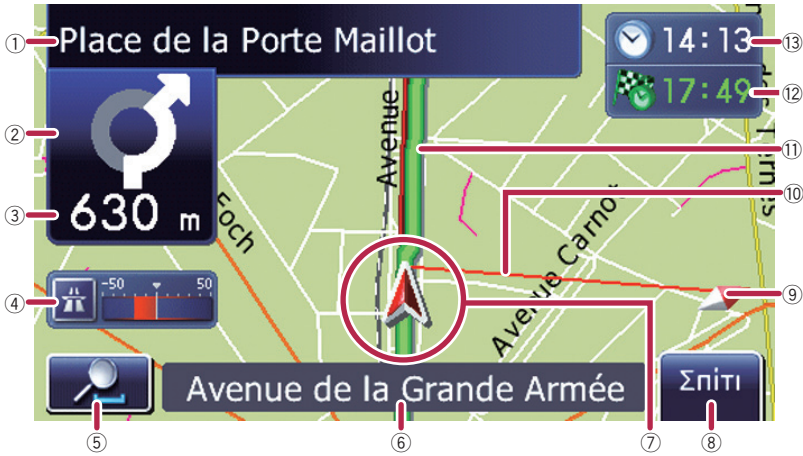 ① Place de la Porte Maillot
14:13 ⑬
17:49 ⑫
②
③ 630 m
Avenue
⑪
⑩
Foch
Avenue Carnot
④ -50 50
⑨
Avenue de la Grande Armée
Σπίτι
⑤ ⑥ ⑦ ⑧